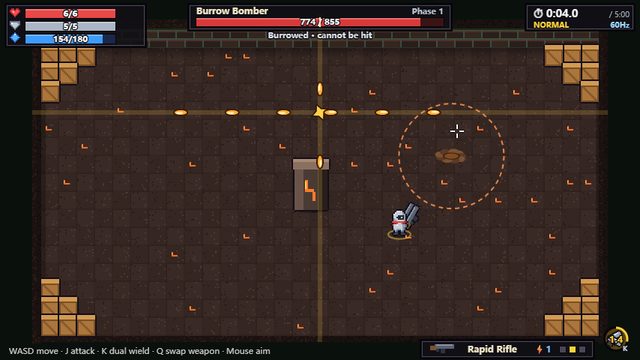 6/6
5/5
154/180
Burrow Bomber
Phase 1
774 / 855
Burrowed • cannot be hit
0:04.0
/ 5:00
NORMAL
60Hz
WASD move · J attack · K dual wield · Q swap weapon · Mouse aim
Rapid Rifle
1
K